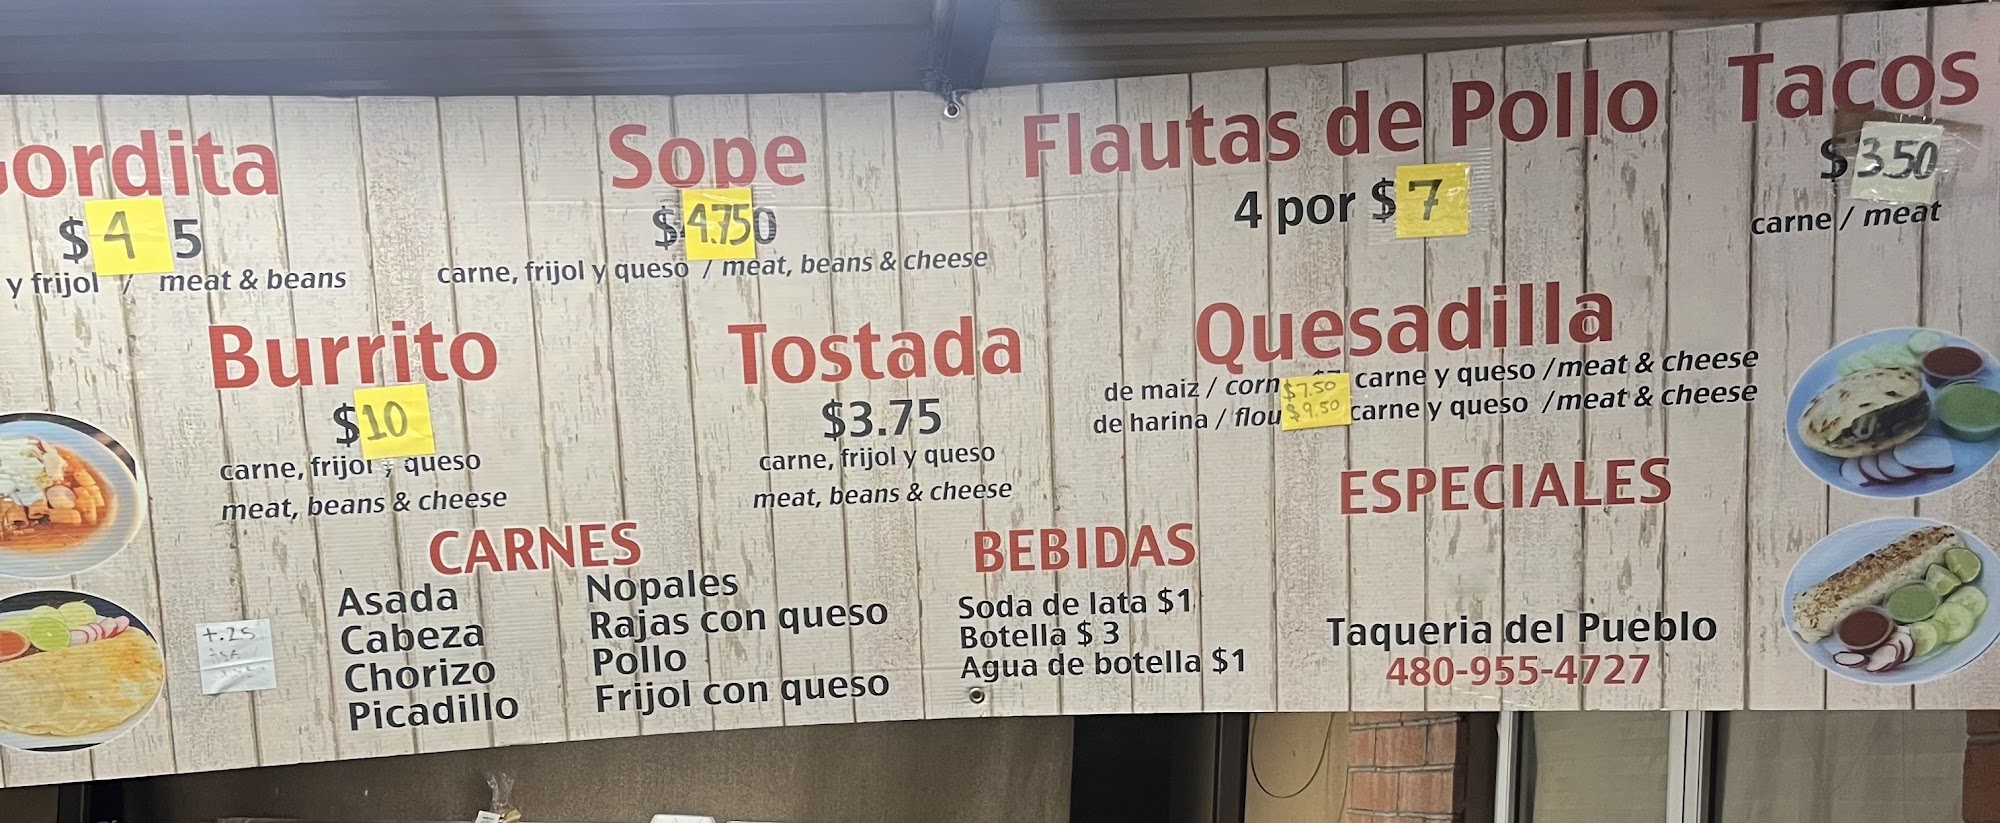 Gordita
$4 5
y frijol / meat & beans
Sope
$4.750
carne, frijol y queso / meat, beans & cheese
Flautas de Pollo
4 por $7
Tacos
$3.50
carne / meat
Burrito
$10
carne, frijol y queso
meat, beans & cheese
Tostada
$3.75
carne, frijol y queso
meat, beans & cheese
Quesadilla
de maiz / corn $7.50 carne y queso / meat & cheese
de harina / flou $9.50 carne y queso / meat & cheese
CARNES
Asada
Cabeza
Chorizo
Picadillo
Nopales
Rajas con queso
Pollo
Frijol con queso
BEBIDAS
Soda de lata $1
Botella $ 3
Agua de botella $1
ESPECIALES
Taqueria del Pueblo
480-955-4727
+.25